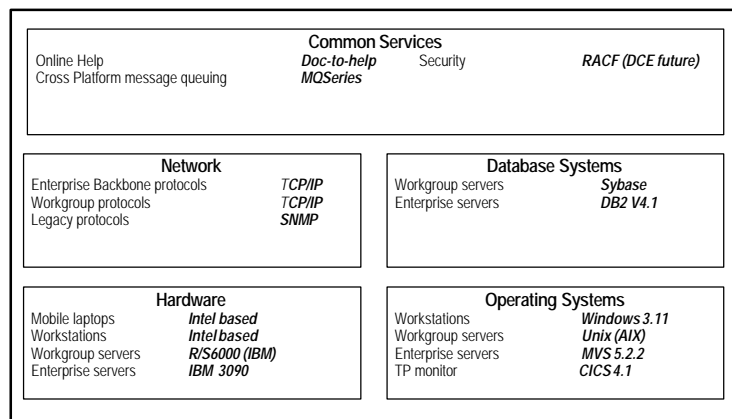 Common Services
Online Help Doc-to-help Security RACF (DCE future)
Cross Platform message queuing MQSeries
Network
Enterprise Backbone protocols TCP/IP
Workgroup protocols TCP/IP
Legacy protocols SNMP
Database Systems
Workgroup servers Sybase
Enterprise servers DB2 V4.1
Hardware
Mobile laptops Intel based
Workstations Intel based
Workgroup servers R/S6000 (IBM)
Enterprise servers IBM 3090
Operating Systems
Workstations Windows 3.11
Workgroup servers Unix (AIX)
Enterprise servers MVS 5.2.2
TP monitor CICS 4.1